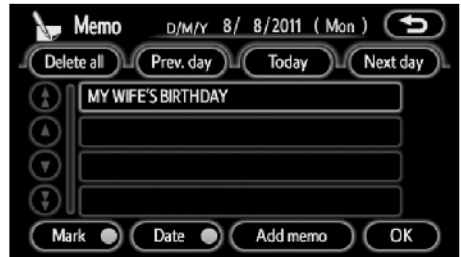 Memo D/M/Y 8/ 8/2011 ( Mon )
Delete all Prev. day Today Next day
MY WIFE'S BIRTHDAY
Mark Date Add memo OK